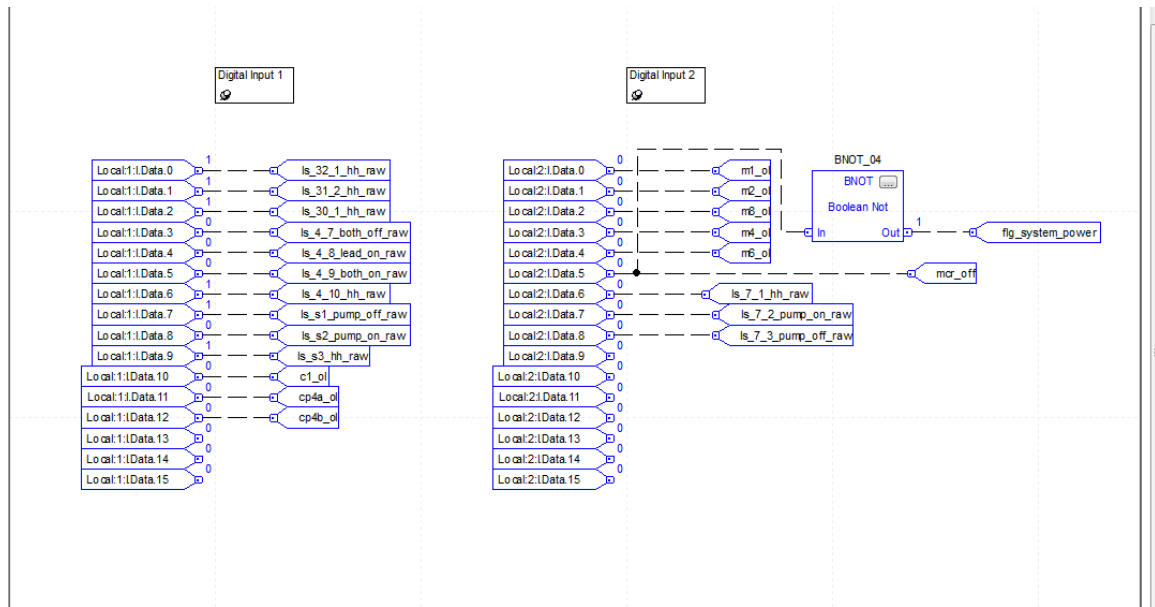 Digital Input 1
Local:1:I.Data.0 1 ls_32_1_hh_raw
Local:1:I.Data.1 1 ls_31_2_hh_raw
Local:1:I.Data.2 1 ls_30_1_hh_raw
Local:1:I.Data.3 0 ls_4_7_both_off_raw
Local:1:I.Data.4 0 ls_4_8_lead_on_raw
Local:1:I.Data.5 0 ls_4_9_both_on_raw
Local:1:I.Data.6 1 ls_4_10_hh_raw
Local:1:I.Data.7 1 ls_s1_pump_off_raw
Local:1:I.Data.8 0 ls_s2_pump_on_raw
Local:1:I.Data.9 1 ls_s3_hh_raw
Local:1:I.Data.10 0 c1_ol
Local:1:I.Data.11 0 cp4a_ol
Local:1:I.Data.12 0 cp4b_ol
Local:1:I.Data.13 0
Local:1:I.Data.14 0
Local:1:I.Data.15 0
Digital Input 2
Local:2:I.Data.0 0 m1_ol
Local:2:I.Data.1 0 m2_ol
Local:2:I.Data.2 0 m3_ol
Local:2:I.Data.3 0 m4_ol
Local:2:I.Data.4 0 m6_ol
Local:2:I.Data.5 0 mcr_off
Local:2:I.Data.6 0 ls_7_1_hh_raw
Local:2:I.Data.7 0 ls_7_2_pump_on_raw
Local:2:I.Data.8 0 ls_7_3_pump_off_raw
Local:2:I.Data.9 0
Local:2:I.Data.10 0
Local:2:I.Data.11 0
Local:2:I.Data.12 0
Local:2:I.Data.13 0
Local:2:I.Data.14 0
Local:2:I.Data.15 0
BNOT_04
BNOT ...
Boolean Not
In Out 1 flg_system_power